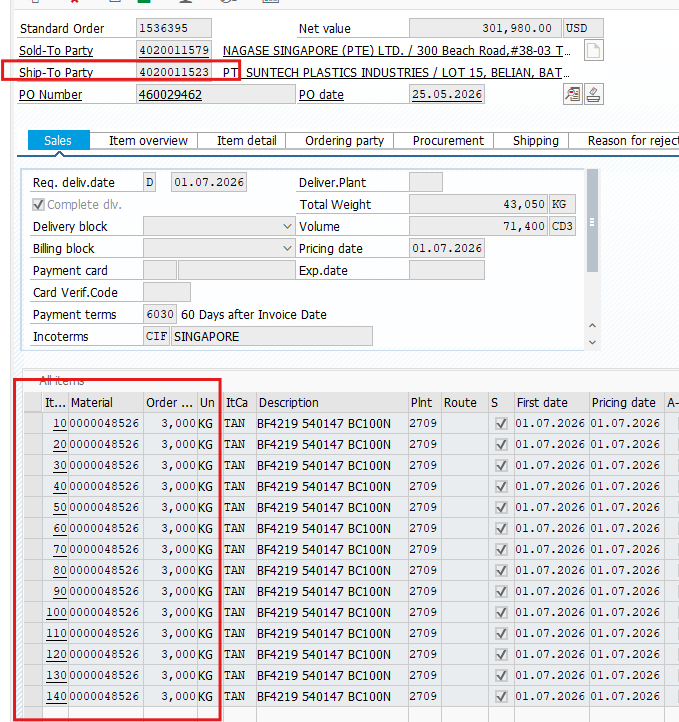 Standard Order 1536395 Net value 301,980.00 USD
Sold-To Party 4020011579 NAGASE SINGAPORE (PTE) LTD. / 300 Beach Road,#38-03 T...
Ship-To Party 4020011523 PT. SUNTECH PLASTICS INDUSTRIES / LOT 15, BELIAN, BAT...
PO Number 460029462 PO date 25.05.2026
Sales Item overview Item detail Ordering party Procurement Shipping Reason for reject
Req. deliv.date D 01.07.2026 Deliver.Plant
Complete dlv. Total Weight 43,050 KG
Delivery block Volume 71,400 CD3
Billing block Pricing date 01.07.2026
Payment card Exp.date
Card Verif.Code
Payment terms 6030 60 Days after Invoice Date
Incoterms CIF SINGAPORE
All items
It... Material Order ... Un ItCa Description Plnt Route S First date Pricing date A-
10 0000048526 3,000 KG TAN BF4219 540147 BC100N 2709 01.07.2026 01.07.2026
20 0000048526 3,000 KG TAN BF4219 540147 BC100N 2709 01.07.2026 01.07.2026
30 0000048526 3,000 KG TAN BF4219 540147 BC100N 2709 01.07.2026 01.07.2026
40 0000048526 3,000 KG TAN BF4219 540147 BC100N 2709 01.07.2026 01.07.2026
50 0000048526 3,000 KG TAN BF4219 540147 BC100N 2709 01.07.2026 01.07.2026
60 0000048526 3,000 KG TAN BF4219 540147 BC100N 2709 01.07.2026 01.07.2026
70 0000048526 3,000 KG TAN BF4219 540147 BC100N 2709 01.07.2026 01.07.2026
80 0000048526 3,000 KG TAN BF4219 540147 BC100N 2709 01.07.2026 01.07.2026
90 0000048526 3,000 KG TAN BF4219 540147 BC100N 2709 01.07.2026 01.07.2026
100 0000048526 3,000 KG TAN BF4219 540147 BC100N 2709 01.07.2026 01.07.2026
110 0000048526 3,000 KG TAN BF4219 540147 BC100N 2709 01.07.2026 01.07.2026
120 0000048526 3,000 KG TAN BF4219 540147 BC100N 2709 01.07.2026 01.07.2026
130 0000048526 3,000 KG TAN BF4219 540147 BC100N 2709 01.07.2026 01.07.2026
140 0000048526 3,000 KG TAN BF4219 540147 BC100N 2709 01.07.2026 01.07.2026